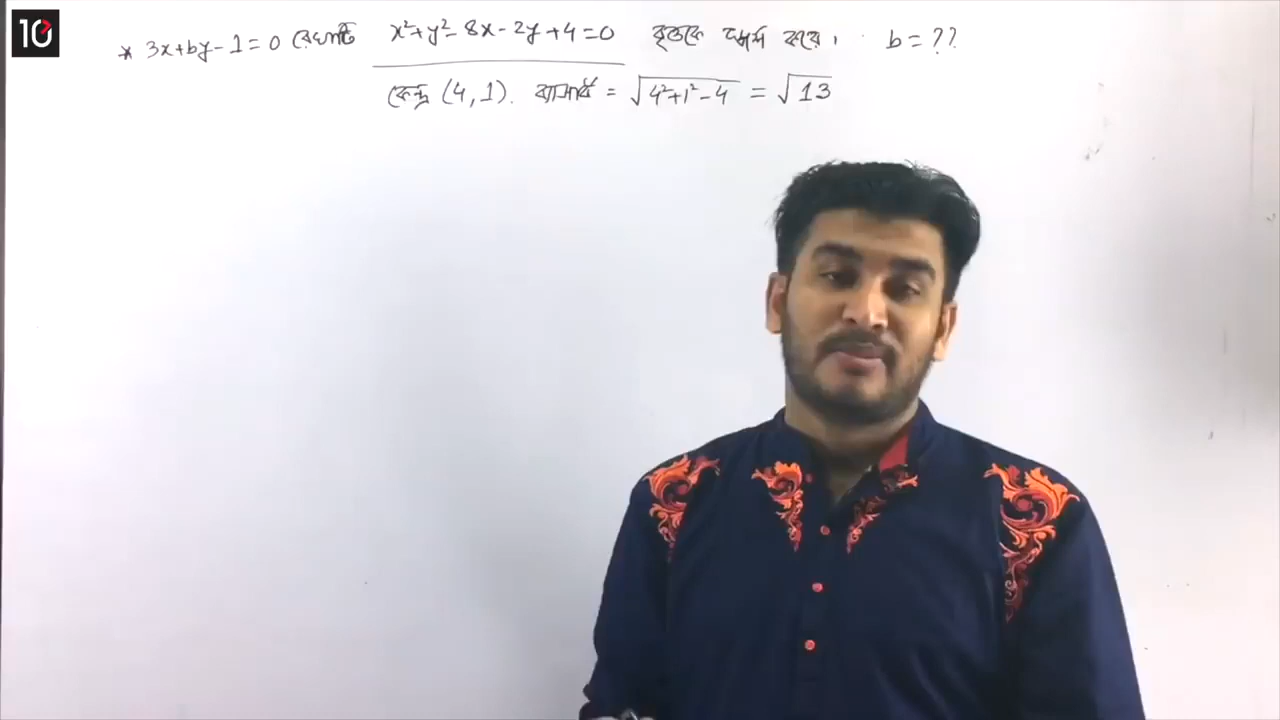 10
* 3x+by-1=0 রেখাটি x²+y²-8x-2y+4=0 বৃত্তকে স্পর্শ করে। b=??
কেন্দ্র (4,1). ব্যাসার্ধ = √4²+1²-4 = √13